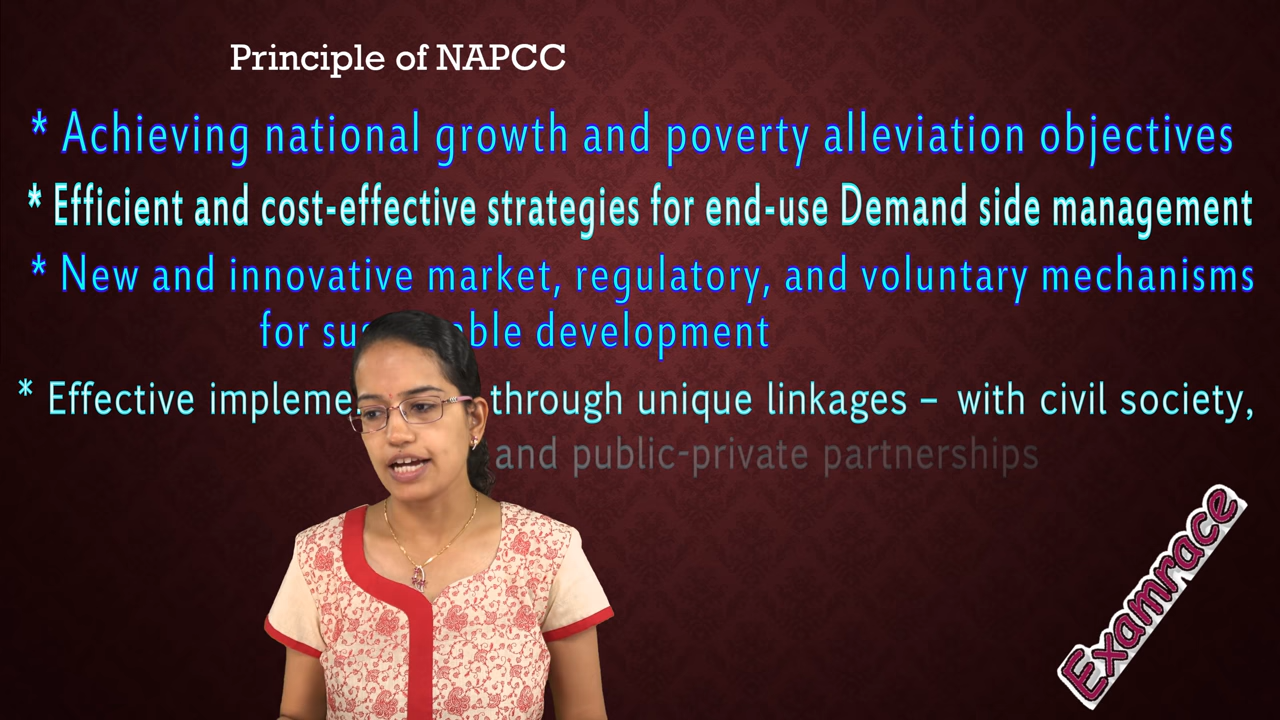 Principle of NAPCC
* Achieving national growth and poverty alleviation objectives
* Efficient and cost-effective strategies for end-use Demand side management
* New and innovative market, regulatory, and voluntary mechanisms
for development
* Effective through unique linkages – with civil society,
and public-private partnerships
Examrace